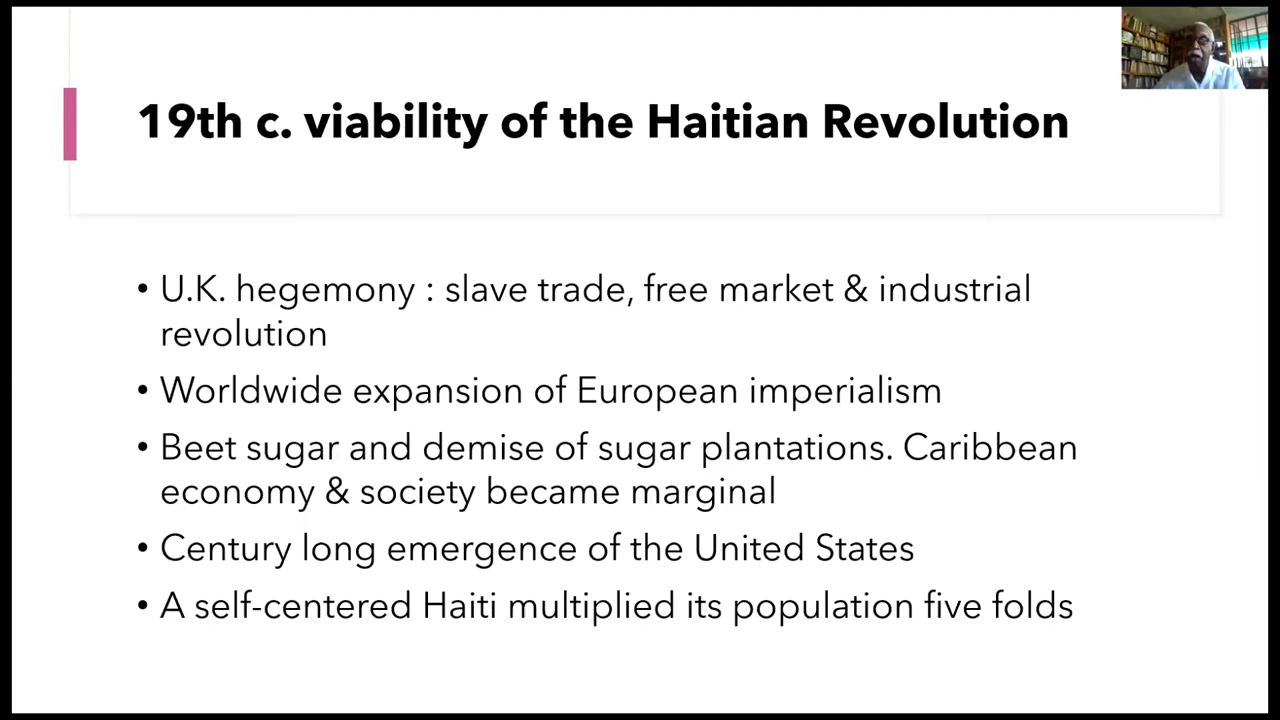 19th c. viability of the Haitian Revolution
• U.K. hegemony : slave trade, free market & industrial
revolution
• Worldwide expansion of European imperialism
• Beet sugar and demise of sugar plantations. Caribbean
economy & society became marginal
• Century long emergence of the United States
• A self-centered Haiti multiplied its population five folds